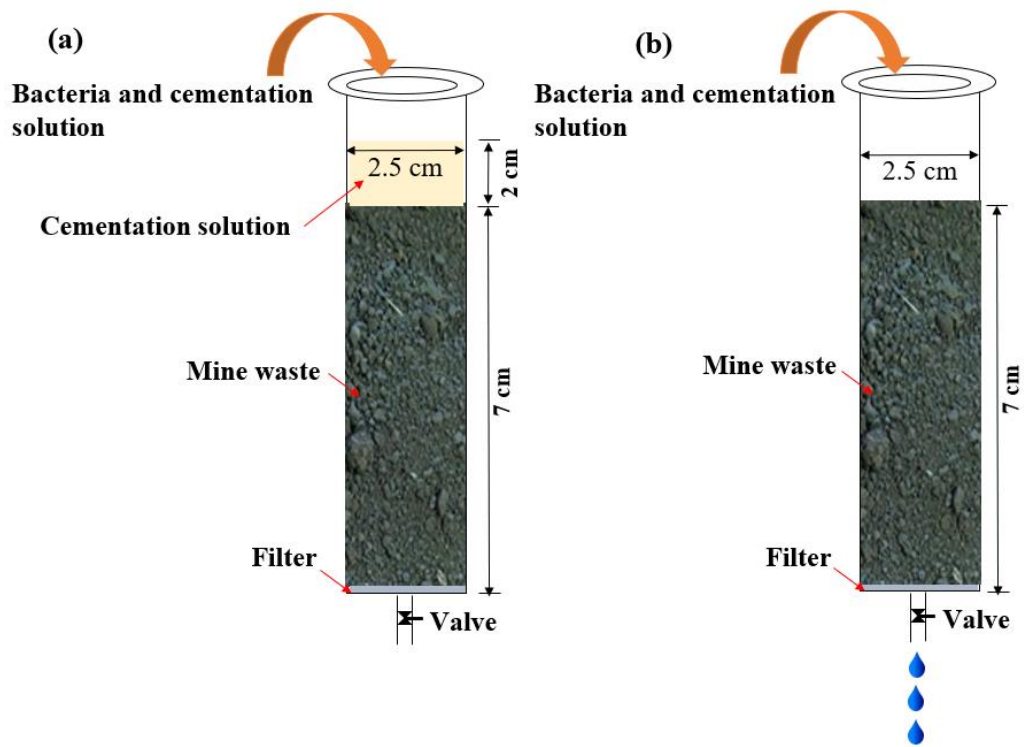 (a)
Bacteria and cementation
solution
2.5 cm
2 cm
Cementation solution
Mine waste
7 cm
Filter
Valve
(b)
Bacteria and cementation
solution
2.5 cm
Mine waste
7 cm
Filter
Valve